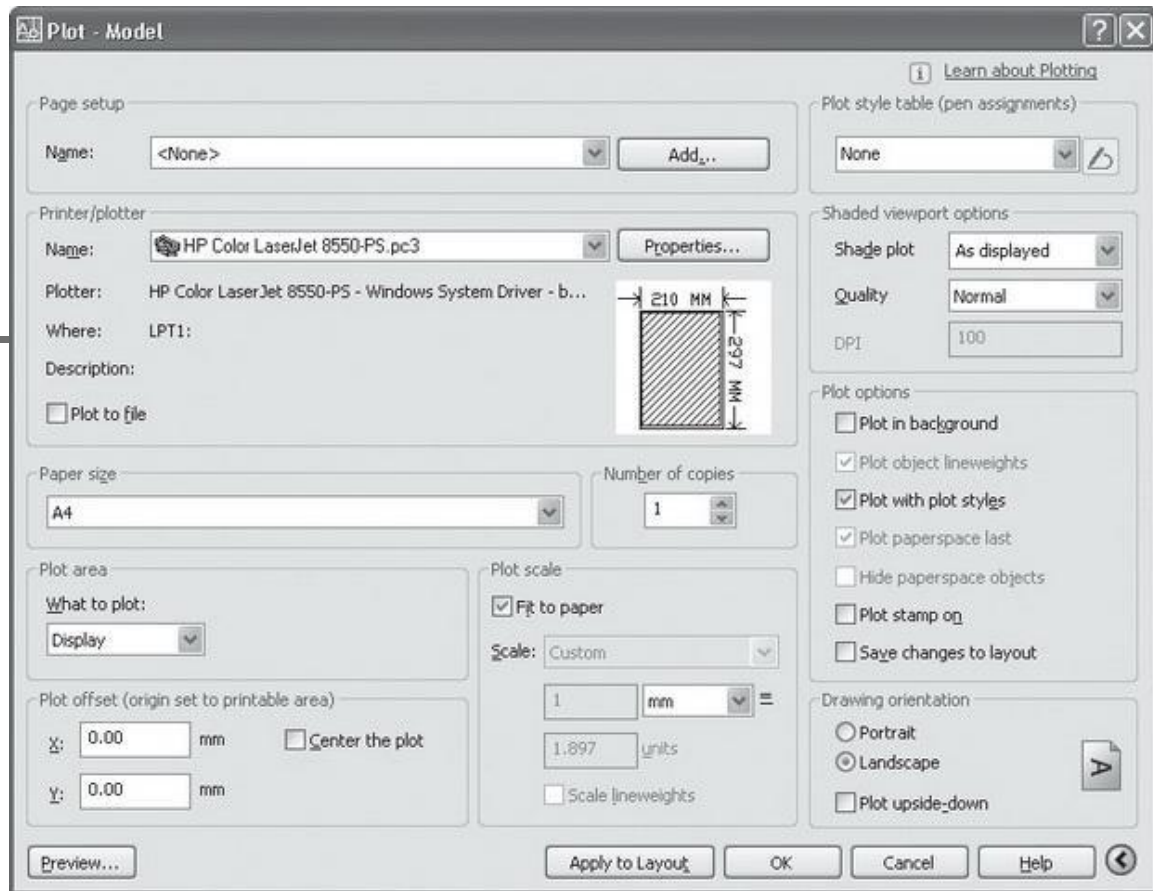 Plot - Model
Learn about Plotting
Page setup
Name: <None> Add...
Plot style table (pen assignments)
None
Printer/plotter
Name: HP Color LaserJet 8550-PS.pc3 Properties...
Plotter: HP Color LaserJet 8550-PS - Windows System Driver - b...
Where: LPT1:
Description:
Plot to file
210 MM
297 MM
Shaded viewport options
Shade plot As displayed
Quality Normal
DPI 100
Paper size
A4
Number of copies
1
Plot options
Plot in background
Plot object lineweights
Plot with plot styles
Plot paperspace last
Hide paperspace objects
Plot stamp on
Save changes to layout
Plot area
What to plot:
Display
Plot scale
Fit to paper
Scale: Custom
1 mm =
1.897 units
Scale lineweights
Plot offset (origin set to printable area)
X: 0.00 mm Center the plot
Y: 0.00 mm
Drawing orientation
Portrait
Landscape
Plot upside-down
A
Preview... Apply to Layout OK Cancel Help